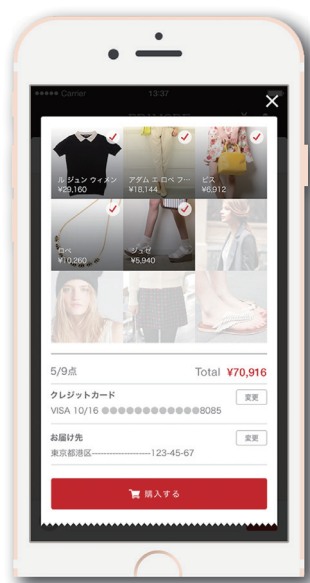 Carrier 13:37
ル ジュン ウィメン
¥29,160
アダム エ ロペ フ…
¥18,144
ビス
¥6,912
ロペ
¥10,260
ジュゼ
¥5,940
5/9点 Total ¥70,916
クレジットカード
変更
VISA 10/16 ●●●●●●●●●●●●8085
お届け先
変更
東京都港区--------------------123-45-67
購入する